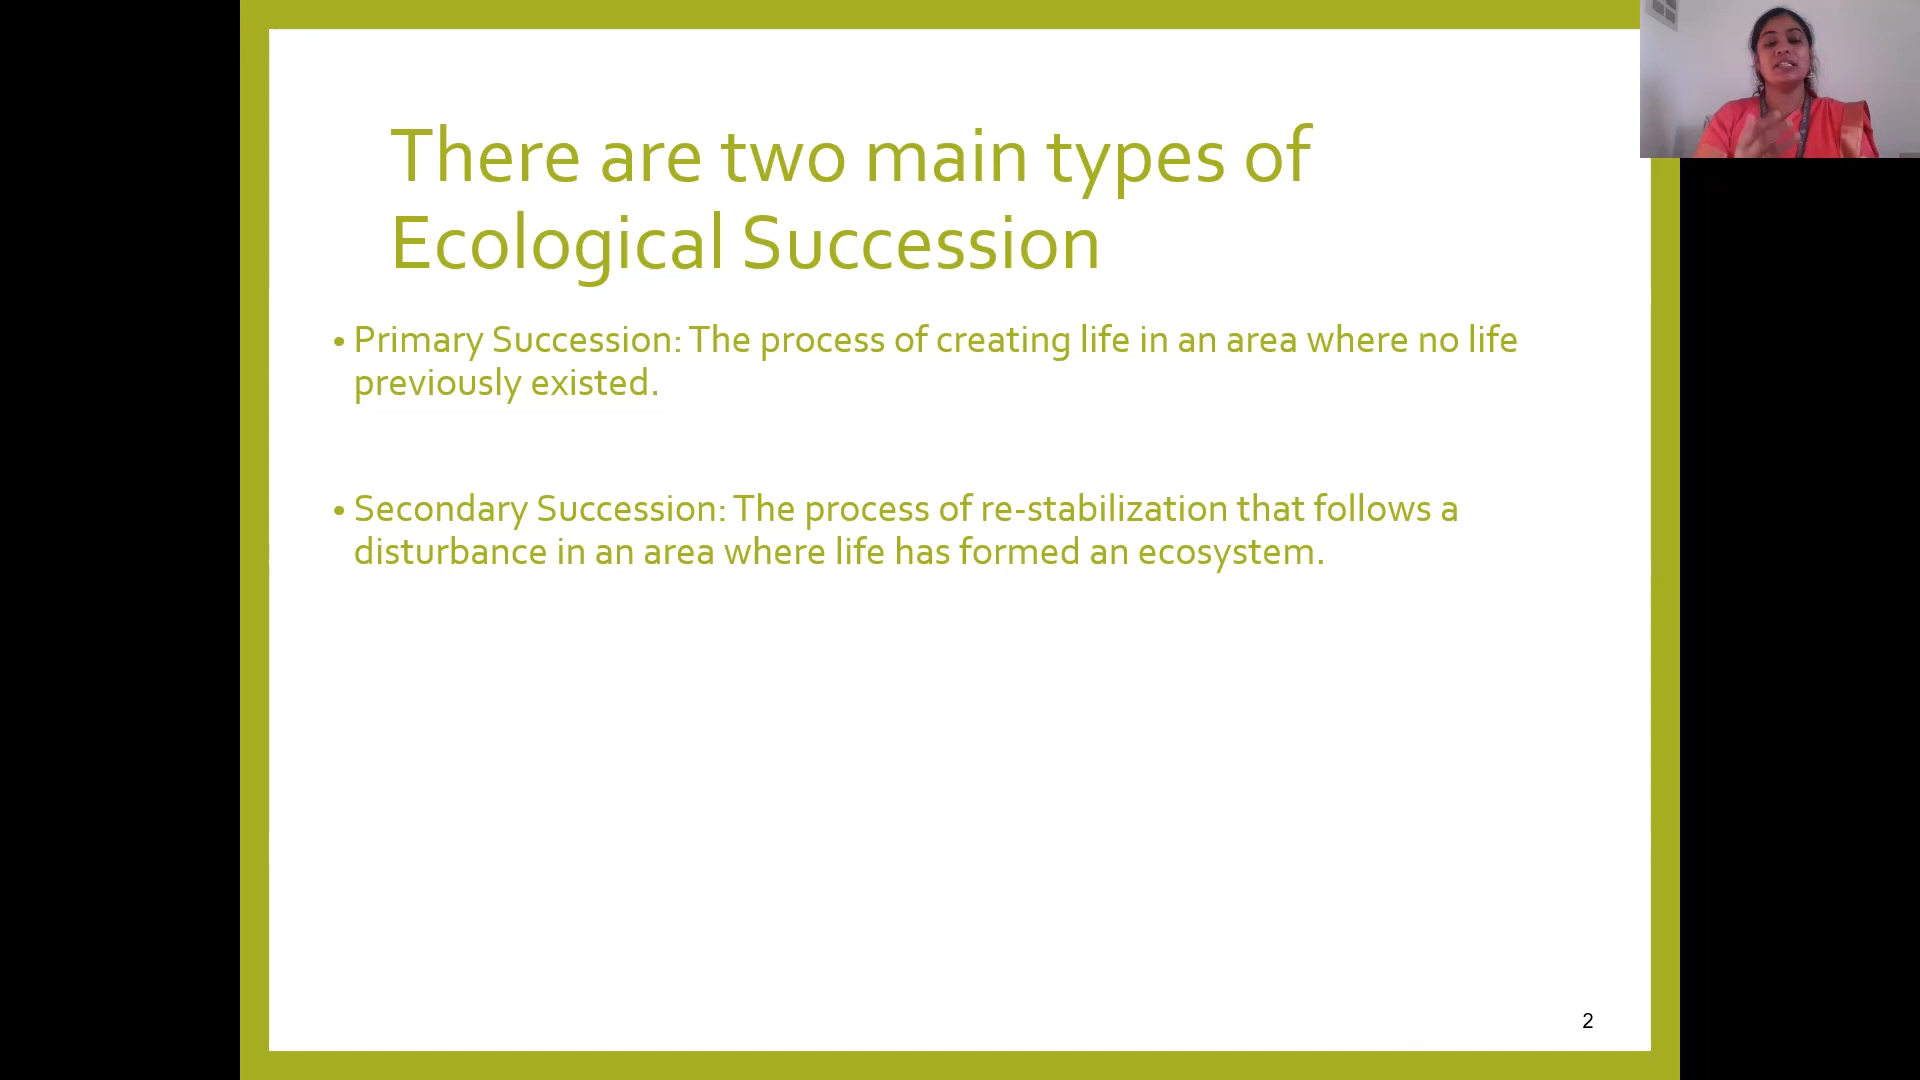 There are two main types of
Ecological Succession
• Primary Succession: The process of creating life in an area where no life
previously existed.
• Secondary Succession: The process of re-stabilization that follows a
disturbance in an area where life has formed an ecosystem.
2